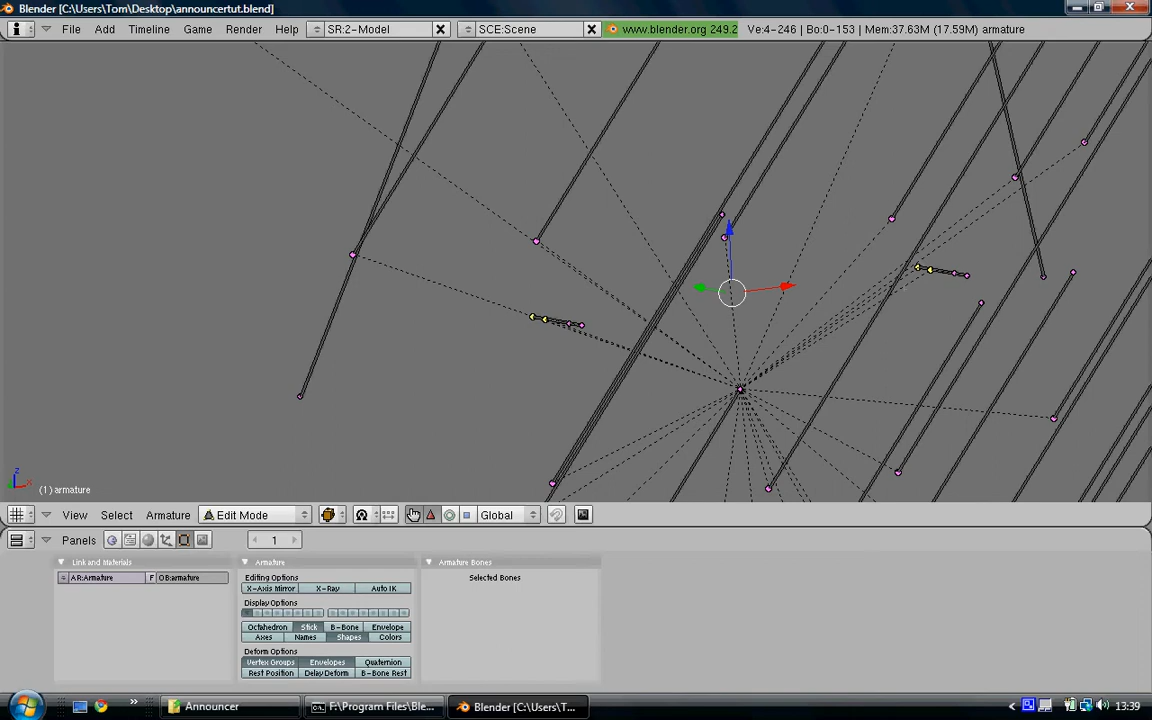 Blender [C:\Users\Tom\Desktop\announcertut.blend]
File Add Timeline Game Render Help SR:2-Model SCE:Scene www.blender.org 249.2 Ve:4-246 | Bo:0-153 | Mem:37.63M (17.59M) armature
z
x
(1) armature
View Select Armature Edit Mode Global
Panels 1
Link and Materials Armature Armature Bones
AR:Armature F OB:armature Editing Options Selected Bones
X-Axis Mirror X-Ray Auto IK
Display Options
Octahedron Stick B-Bone Envelope
Axes Names Shapes Colors
Deform Options
Vertex Groups Envelopes Quaternion
Rest Position Delay Deform B-Bone Rest
Announcer F:\Program Files\Ble... Blender [C:\Users\T... 13:39